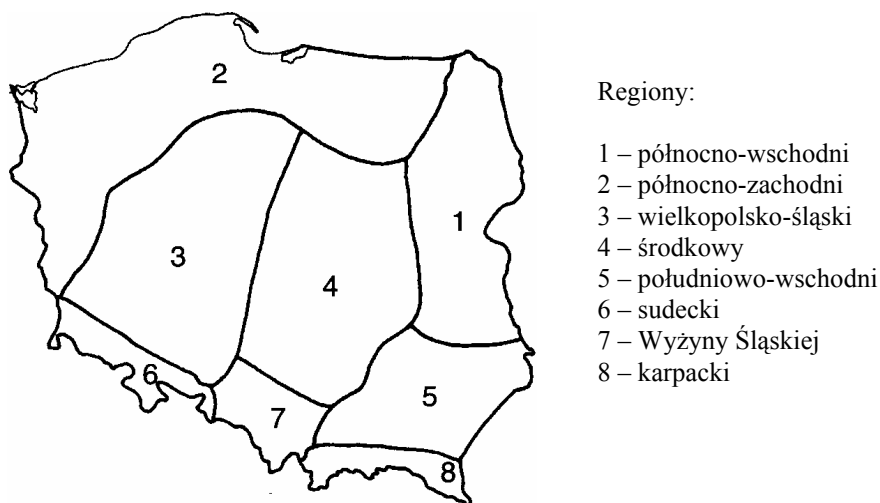 2
1
3
4
5
6
7
8
Regiony:
1 – północno-wschodni
2 – północno-zachodni
3 – wielkopolsko-śląski
4 – środkowy
5 – południowo-wschodni
6 – sudecki
7 – Wyżyny Śląskiej
8 – karpacki